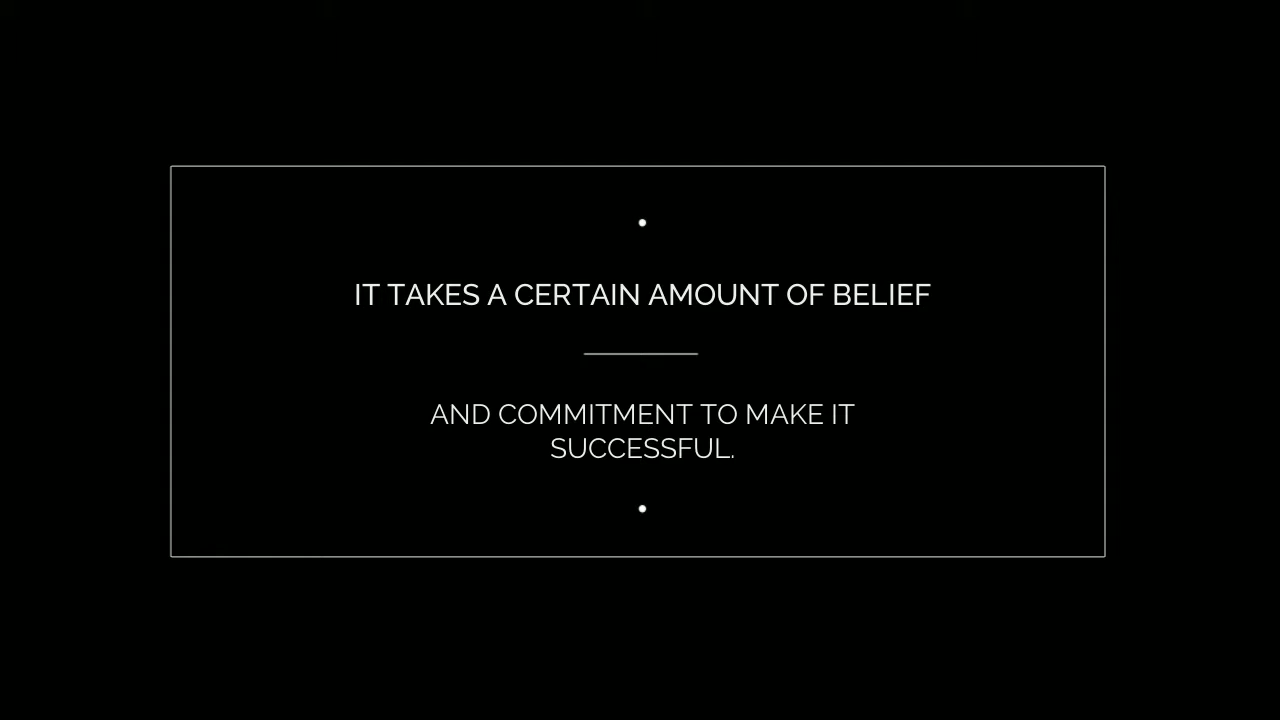 IT TAKES A CERTAIN AMOUNT OF BELIEF
AND COMMITMENT TO MAKE IT
SUCCESSFUL.